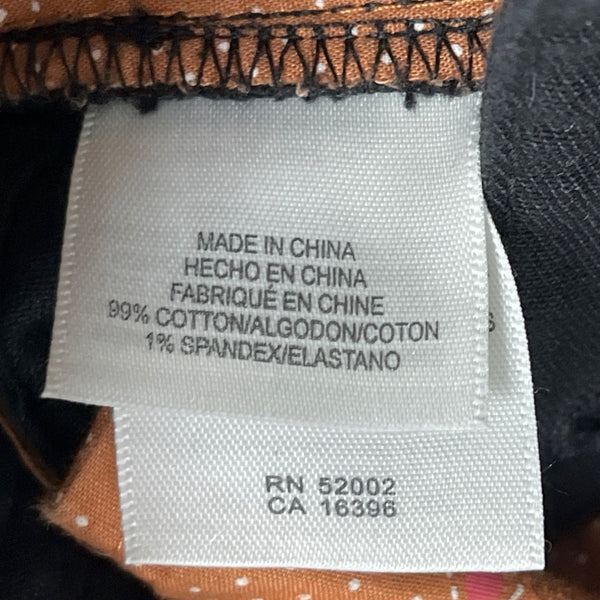 MADE IN CHINA
HECHO EN CHINA
FABRIQUÉ EN CHINE
99% COTTON/ALGODON/COTON
1% SPANDEX/ELASTANO
RN 52002
CA 16396